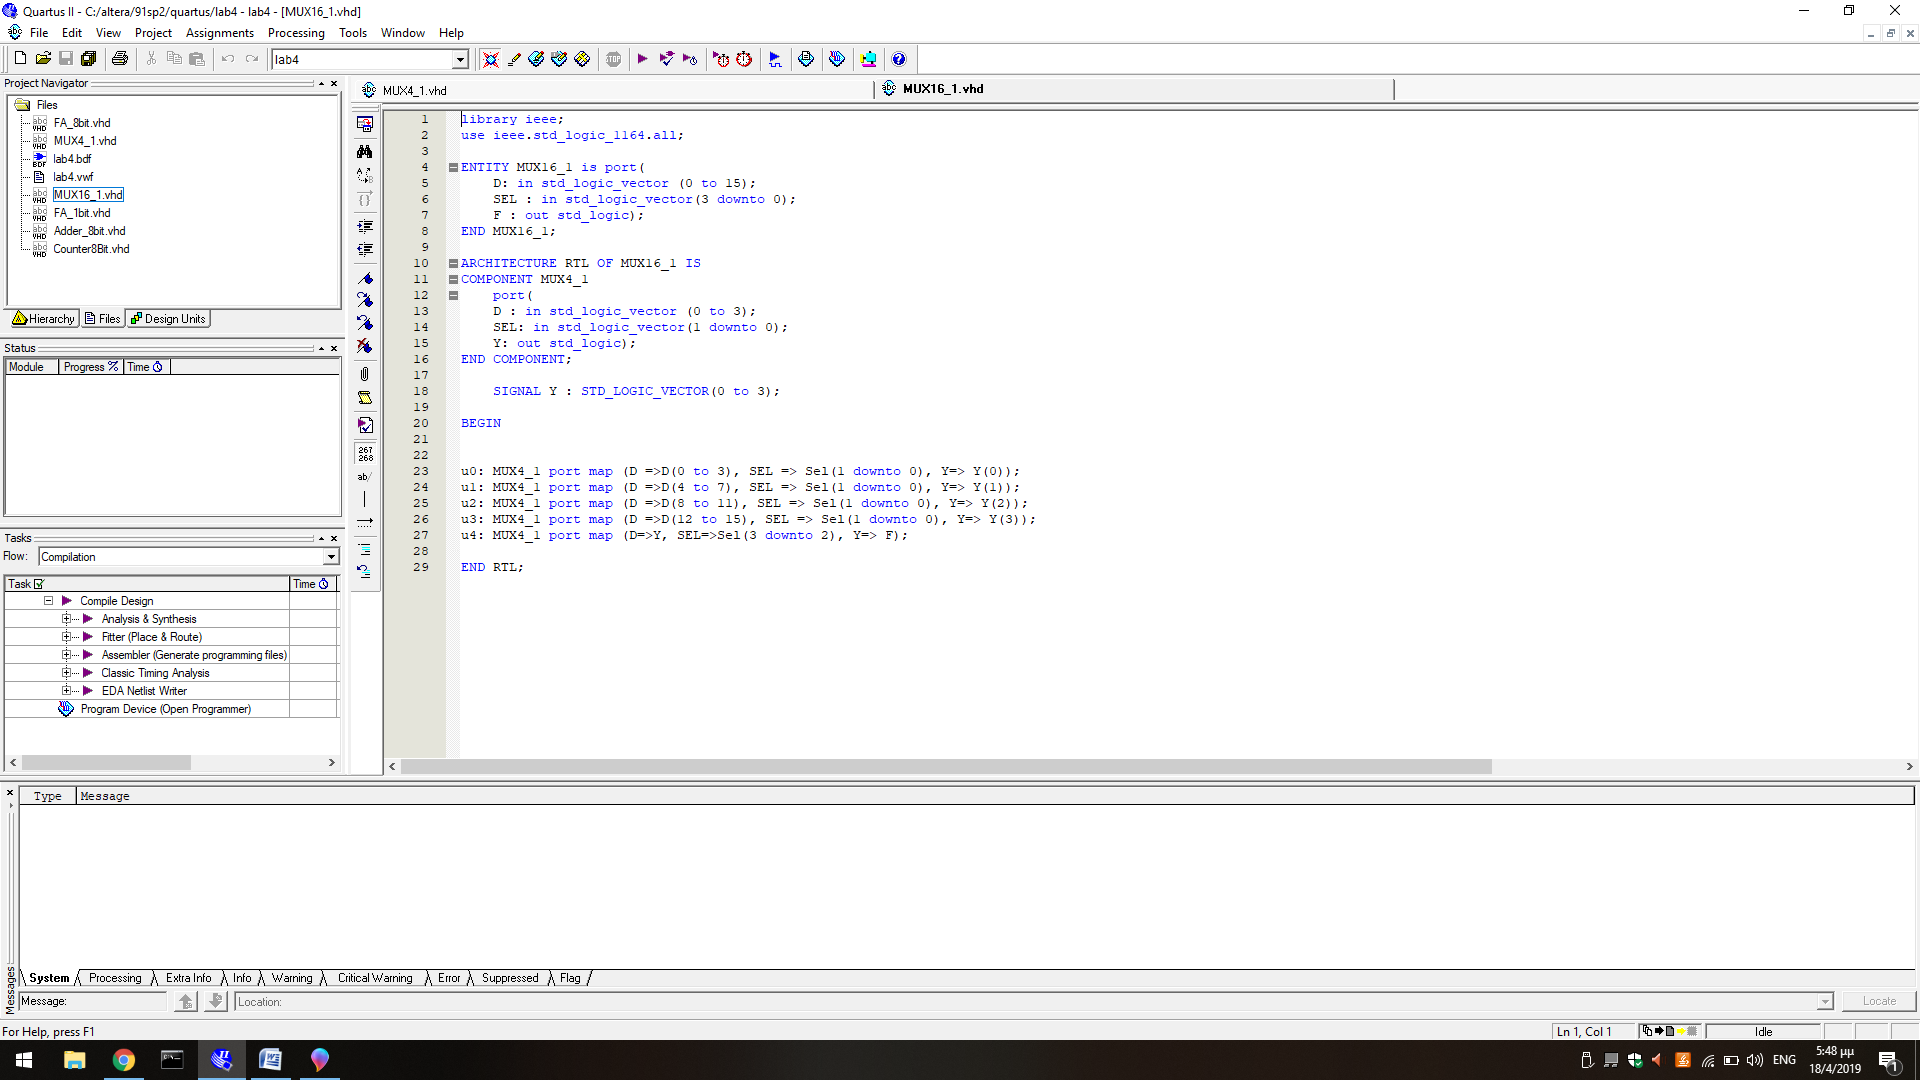 Quartus II - C:/altera/91sp2/quartus/lab4 - lab4 - [MUX16_1.vhd]
File Edit View Project Assignments Processing Tools Window Help
lab4
Project Navigator
Files
FA_8bit.vhd
MUX4_1.vhd
lab4.bdf
lab4.vwf
MUX16_1.vhd
FA_1bit.vhd
Adder_8bit.vhd
Counter8Bit.vhd
Hierarchy Files Design Units
Status
Module Progress % Time
Tasks
Flow: Compilation
Task Time
Compile Design
Analysis & Synthesis
Fitter (Place & Route)
Assembler (Generate programming files)
Classic Timing Analysis
EDA Netlist Writer
Program Device (Open Programmer)
MUX4_1.vhd MUX16_1.vhd
1 library ieee;
2 use ieee.std_logic_1164.all;
3
4 ENTITY MUX16_1 is port(
5 D: in std_logic_vector (0 to 15);
6 SEL : in std_logic_vector(3 downto 0);
7 F : out std_logic);
8 END MUX16_1;
9
10 ARCHITECTURE RTL OF MUX16_1 IS
11 COMPONENT MUX4_1
12 port(
13 D : in std_logic_vector (0 to 3);
14 SEL: in std_logic_vector(1 downto 0);
15 Y: out std_logic);
16 END COMPONENT;
17
18 SIGNAL Y : STD_LOGIC_VECTOR(0 to 3);
19
20 BEGIN
21
22
23 u0: MUX4_1 port map (D =>D(0 to 3), SEL => Sel(1 downto 0), Y=> Y(0));
24 u1: MUX4_1 port map (D =>D(4 to 7), SEL => Sel(1 downto 0), Y=> Y(1));
25 u2: MUX4_1 port map (D =>D(8 to 11), SEL => Sel(1 downto 0), Y=> Y(2));
26 u3: MUX4_1 port map (D =>D(12 to 15), SEL => Sel(1 downto 0), Y=> Y(3));
27 u4: MUX4_1 port map (D=>Y, SEL=>Sel(3 downto 2), Y=> F);
28
29 END RTL;
267
268
ab/
Type Message
System Processing Extra Info Info Warning Critical Warning Error Suppressed Flag
Messages
Message: Location: Locate
For Help, press F1
Ln 1, Col 1 Idle
ENG
5:48 μμ
18/4/2019
1